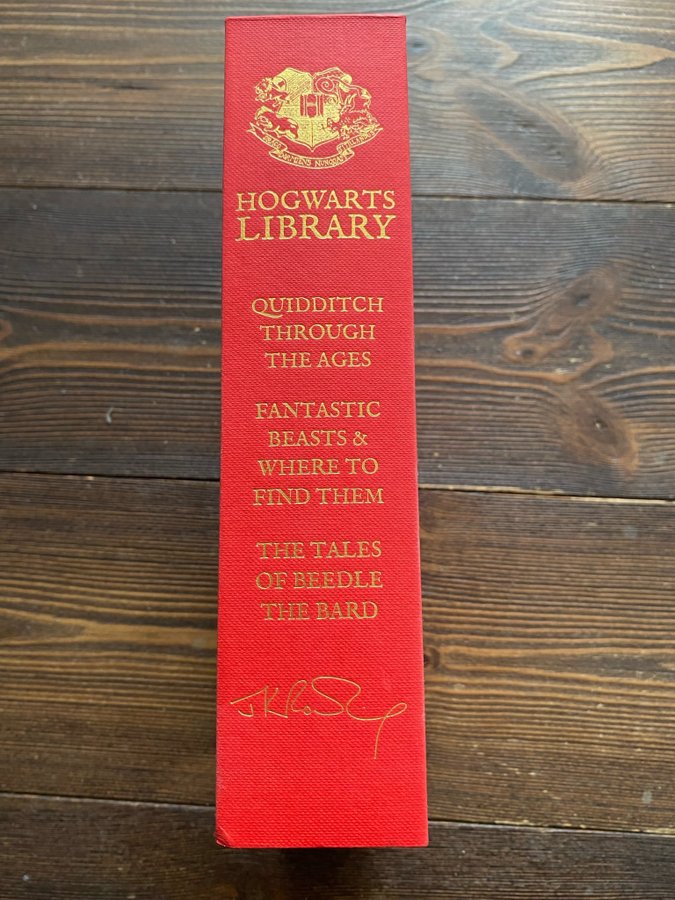 HOGWARTS
LIBRARY
QUIDDITCH
THROUGH
THE AGES
FANTASTIC
BEASTS &
WHERE TO
FIND THEM
THE TALES
OF BEEDLE
THE BARD